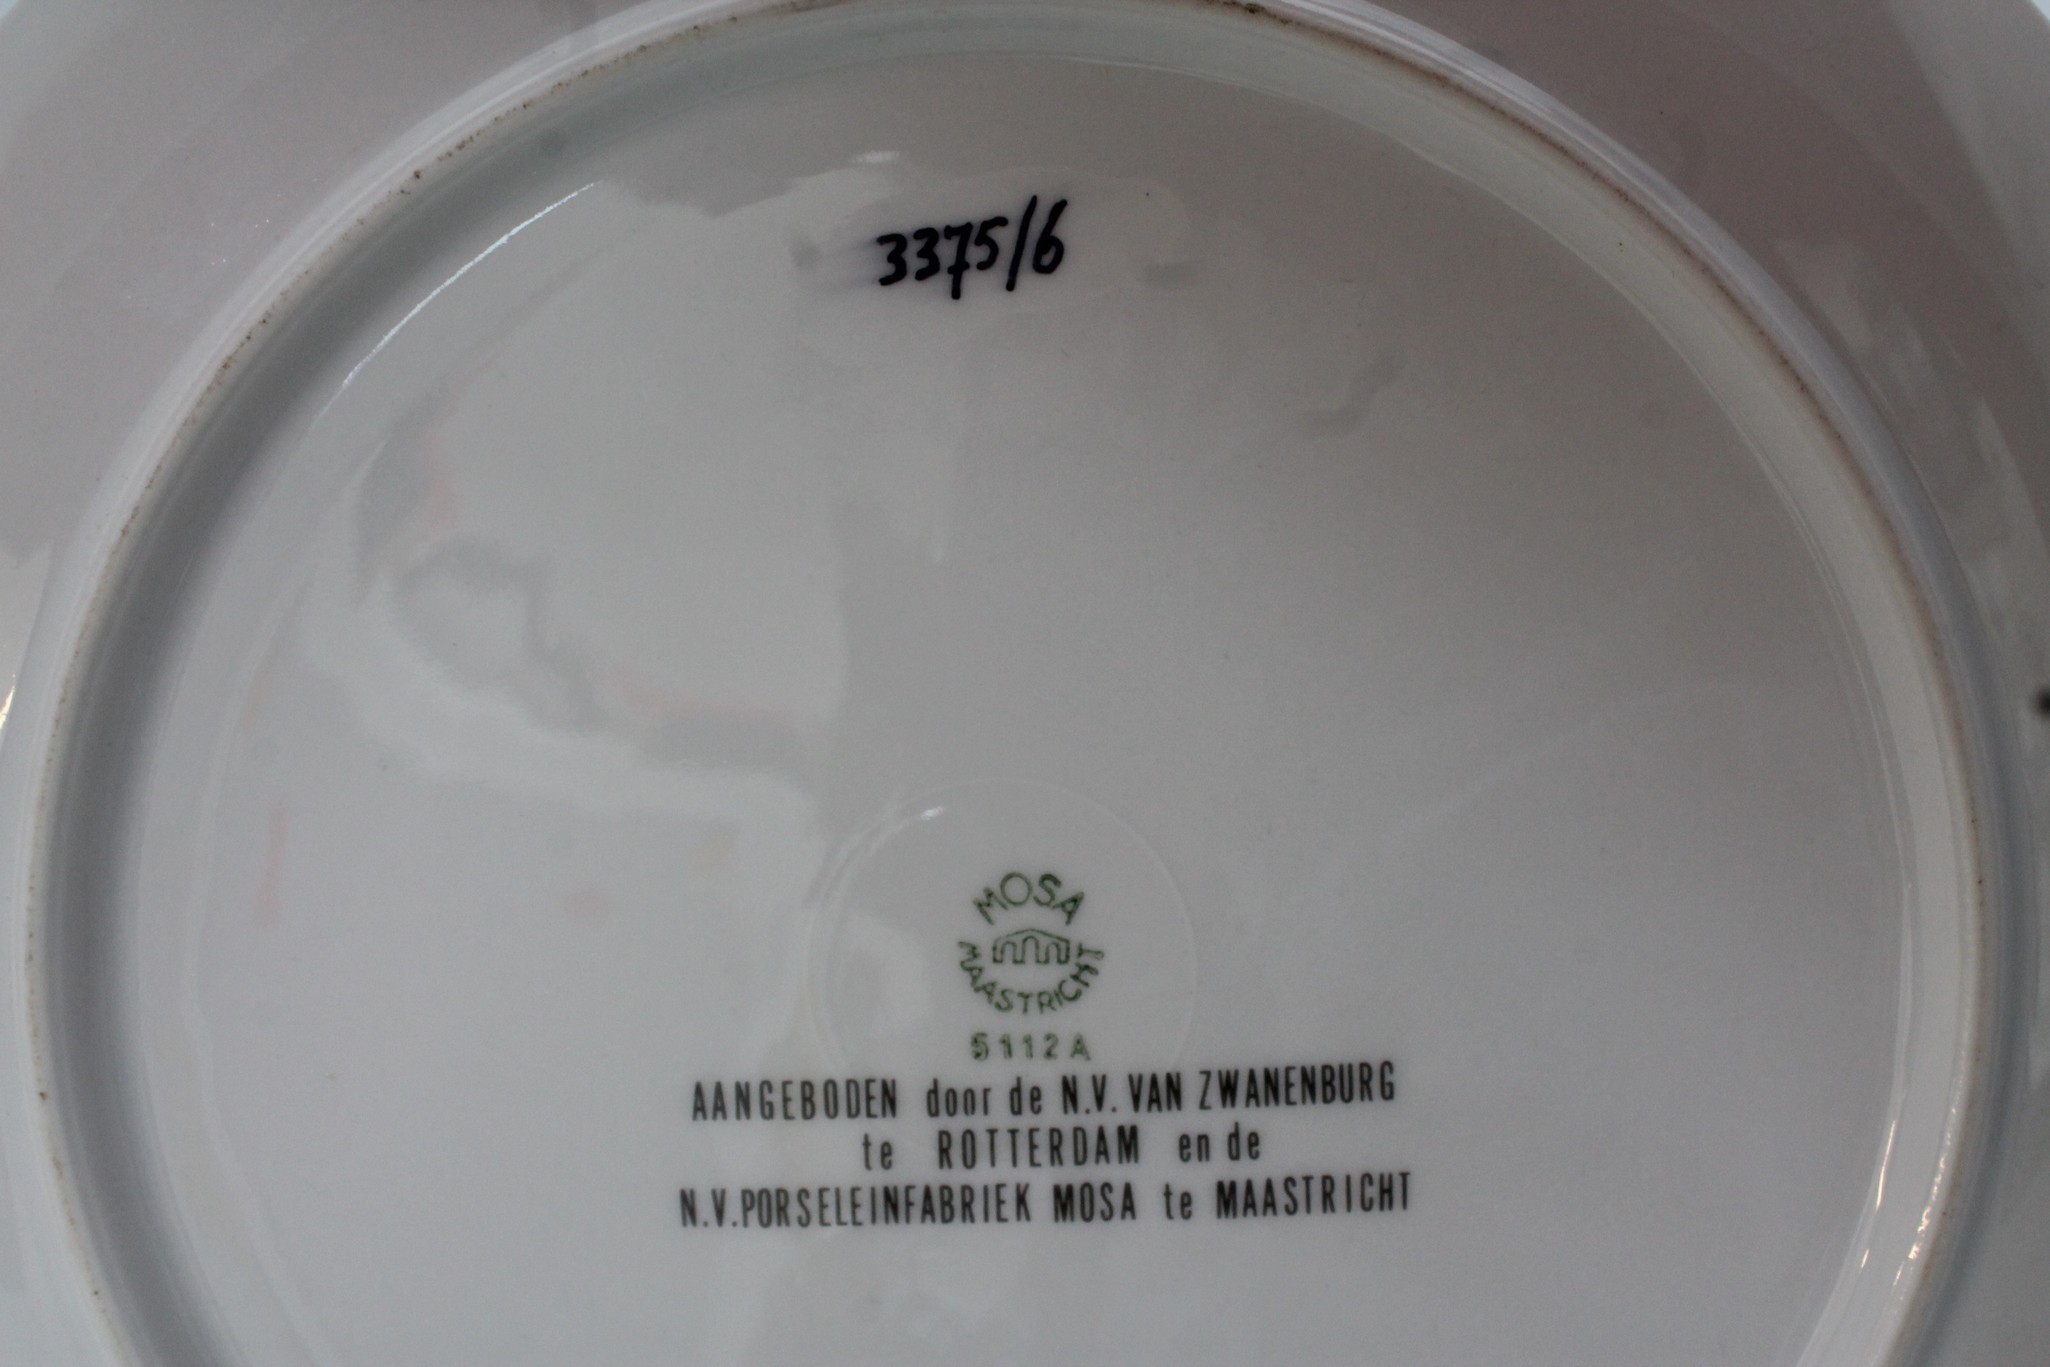 3375/6
MOSA
MAASTRICHT
5112A
AANGEBODEN door de N.V. VAN ZWANENBURG
te ROTTERDAM en de
N.V. PORSELEINFABRIEK MOSA te MAASTRICHT